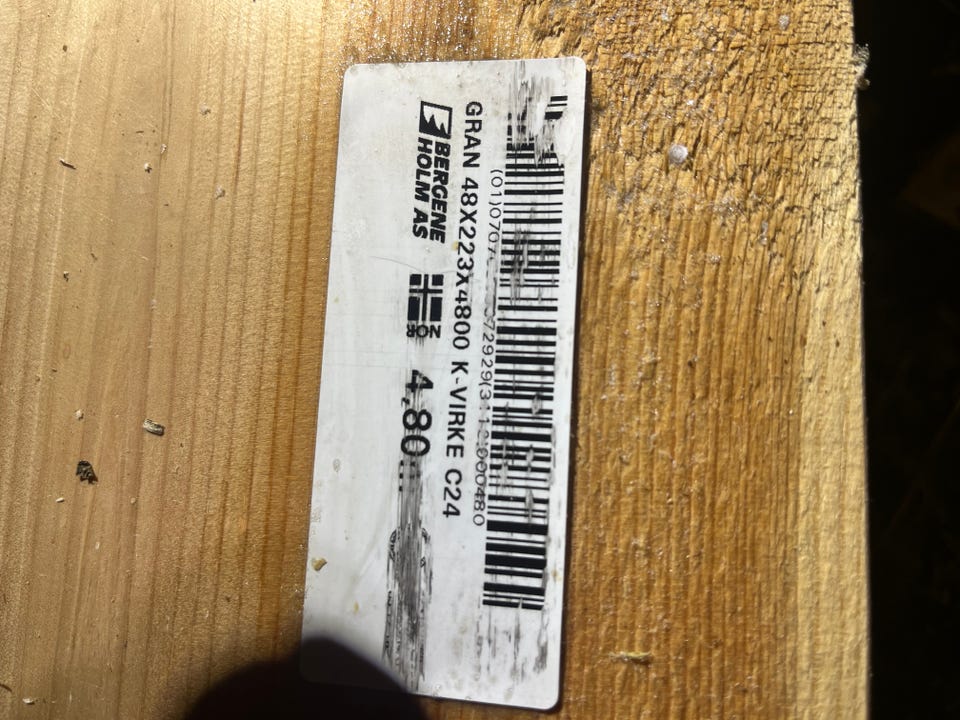 GRAN 48X223X4800 K-VIRKE C24
BERGENE
HOLM AS
NOR
4,80